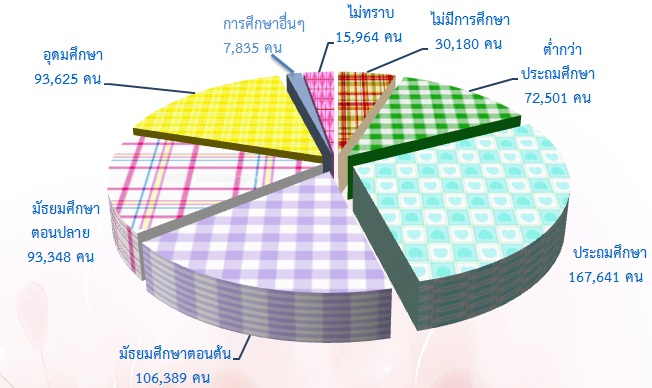 ไม่ทราบ
15,964 คน
ไม่มีการศึกษา
30,180 คน
ต่ำกว่า
ประถมศึกษา
72,501 คน
ประถมศึกษา
167,641 คน
มัธยมศึกษาตอนต้น
106,389 คน
มัธยมศึกษา
ตอนปลาย
93,348 คน
อุดมศึกษา
93,625 คน
การศึกษาอื่นๆ
7,835 คน